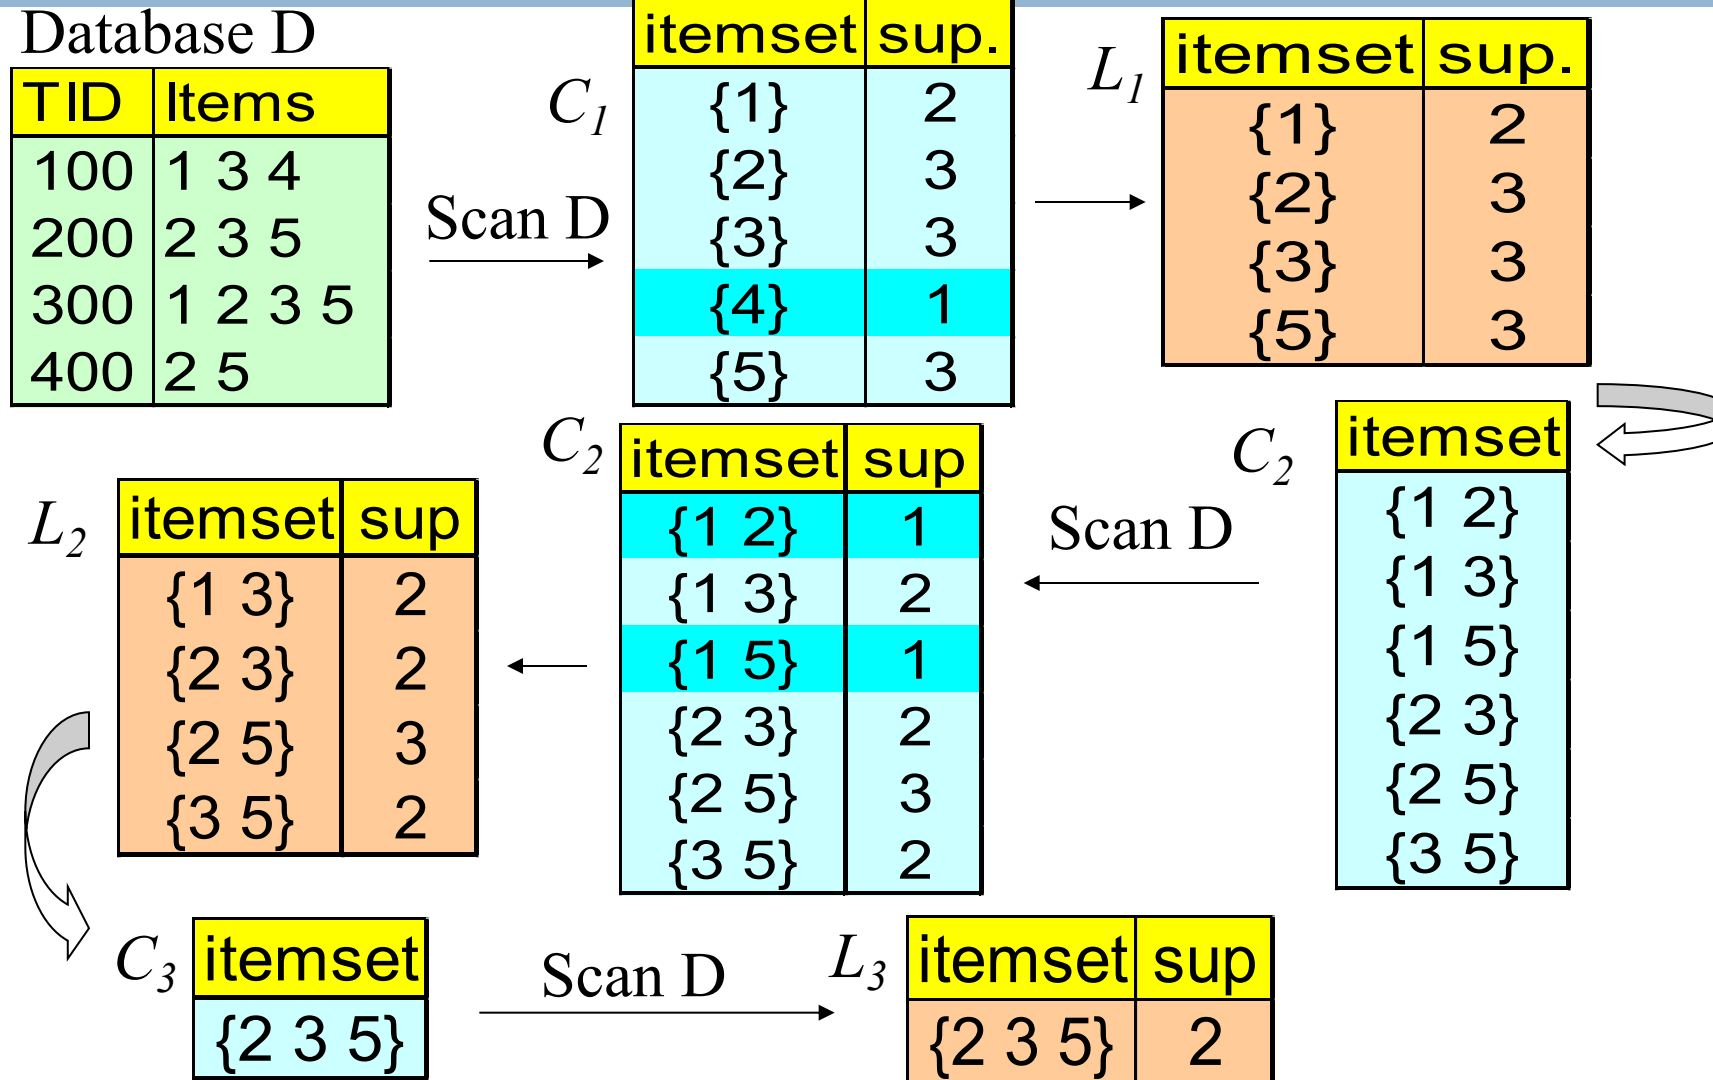 Database D
TID Items
100 1 3 4
200 2 3 5
300 1 2 3 5
400 2 5
Scan D
C1
itemset sup.
{1} 2
{2} 3
{3} 3
{4} 1
{5} 3
L1
itemset sup.
{1} 2
{2} 3
{3} 3
{5} 3
C2
itemset
{1 2}
{1 3}
{1 5}
{2 3}
{2 5}
{3 5}
Scan D
C2
itemset sup
{1 2} 1
{1 3} 2
{1 5} 1
{2 3} 2
{2 5} 3
{3 5} 2
L2
itemset sup
{1 3} 2
{2 3} 2
{2 5} 3
{3 5} 2
C3
itemset
{2 3 5}
Scan D
L3
itemset sup
{2 3 5} 2